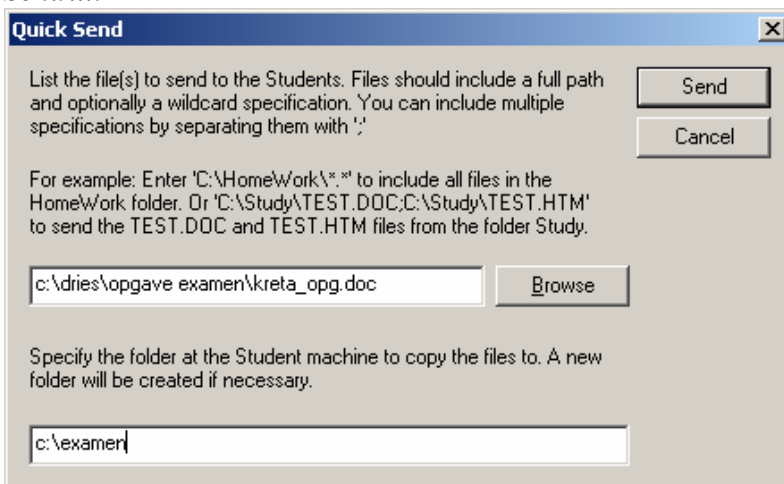 Quick Send
List the file(s) to send to the Students. Files should include a full path
and optionally a wildcard specification. You can include multiple
specifications by separating them with ';'
Send
Cancel
For example: Enter 'C:\HomeWork\*.*' to include all files in the
HomeWork folder. Or 'C:\Study\TEST.DOC;C:\Study\TEST.HTM'
to send the TEST.DOC and TEST.HTM files from the folder Study.
c:\dries\opgave examen\kreta_opg.doc
Browse
Specify the folder at the Student machine to copy the files to. A new
folder will be created if necessary.
c:\examen